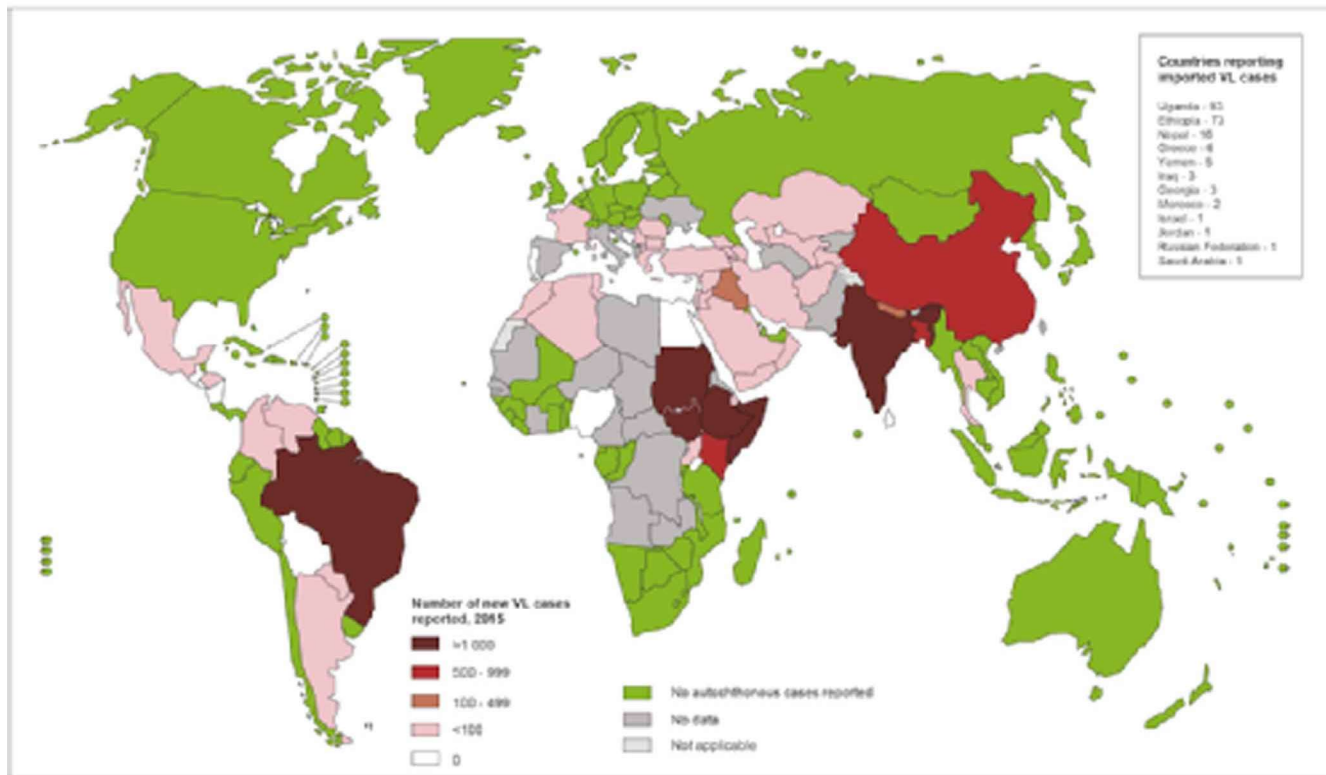 Countries reporting
imported VL cases
Uganda -
Ethiopia - 73
Nepal - 16
Greece - 6
Yemen - 5
Iraq - 3
Georgia - 3
Morocco - 2
Israel - 1
Jordan - 1
Russian Federation - 1
Saudi Arabia - 1
Number of new VL cases
reported, 2015
>1 000
500 - 999
100 - 499
<100
0
No autochthonous cases reported
No data
Not applicable